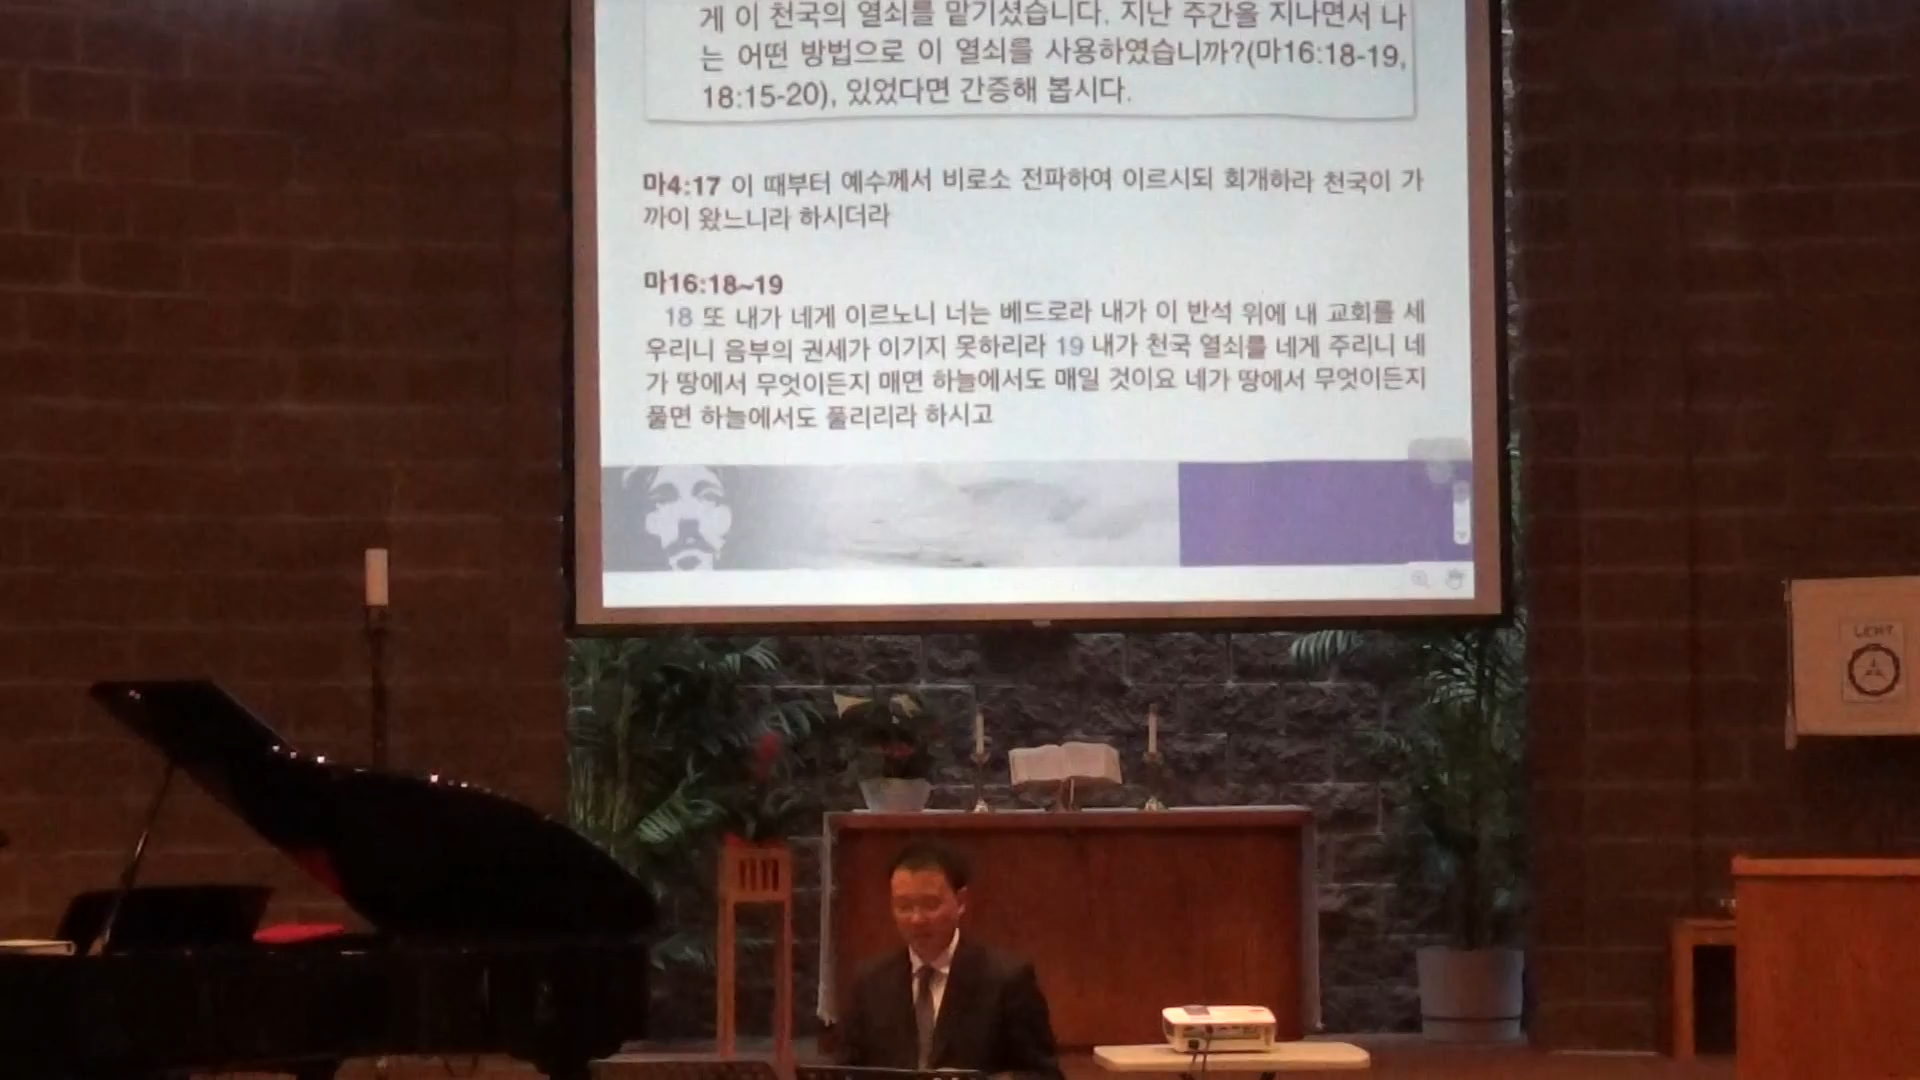 게 이 천국의 열쇠를 맡기셨습니다. 지난 주간을 지나면서 나
는 어떤 방법으로 이 열쇠를 사용하였습니까?(마16:18-19,
18:15-20), 있었다면 간증해 봅시다.
마4:17 이 때부터 예수께서 비로소 전파하여 이르시되 회개하라 천국이 가
까이 왔느니라 하시더라
마16:18~19
18 또 내가 네게 이르노니 너는 베드로라 내가 이 반석 위에 내 교회를 세
우리니 음부의 권세가 이기지 못하리라 19 내가 천국 열쇠를 네게 주리니 네
가 땅에서 무엇이든지 매면 하늘에서도 매일 것이요 네가 땅에서 무엇이든지
풀면 하늘에서도 풀리리라 하시고
LENT